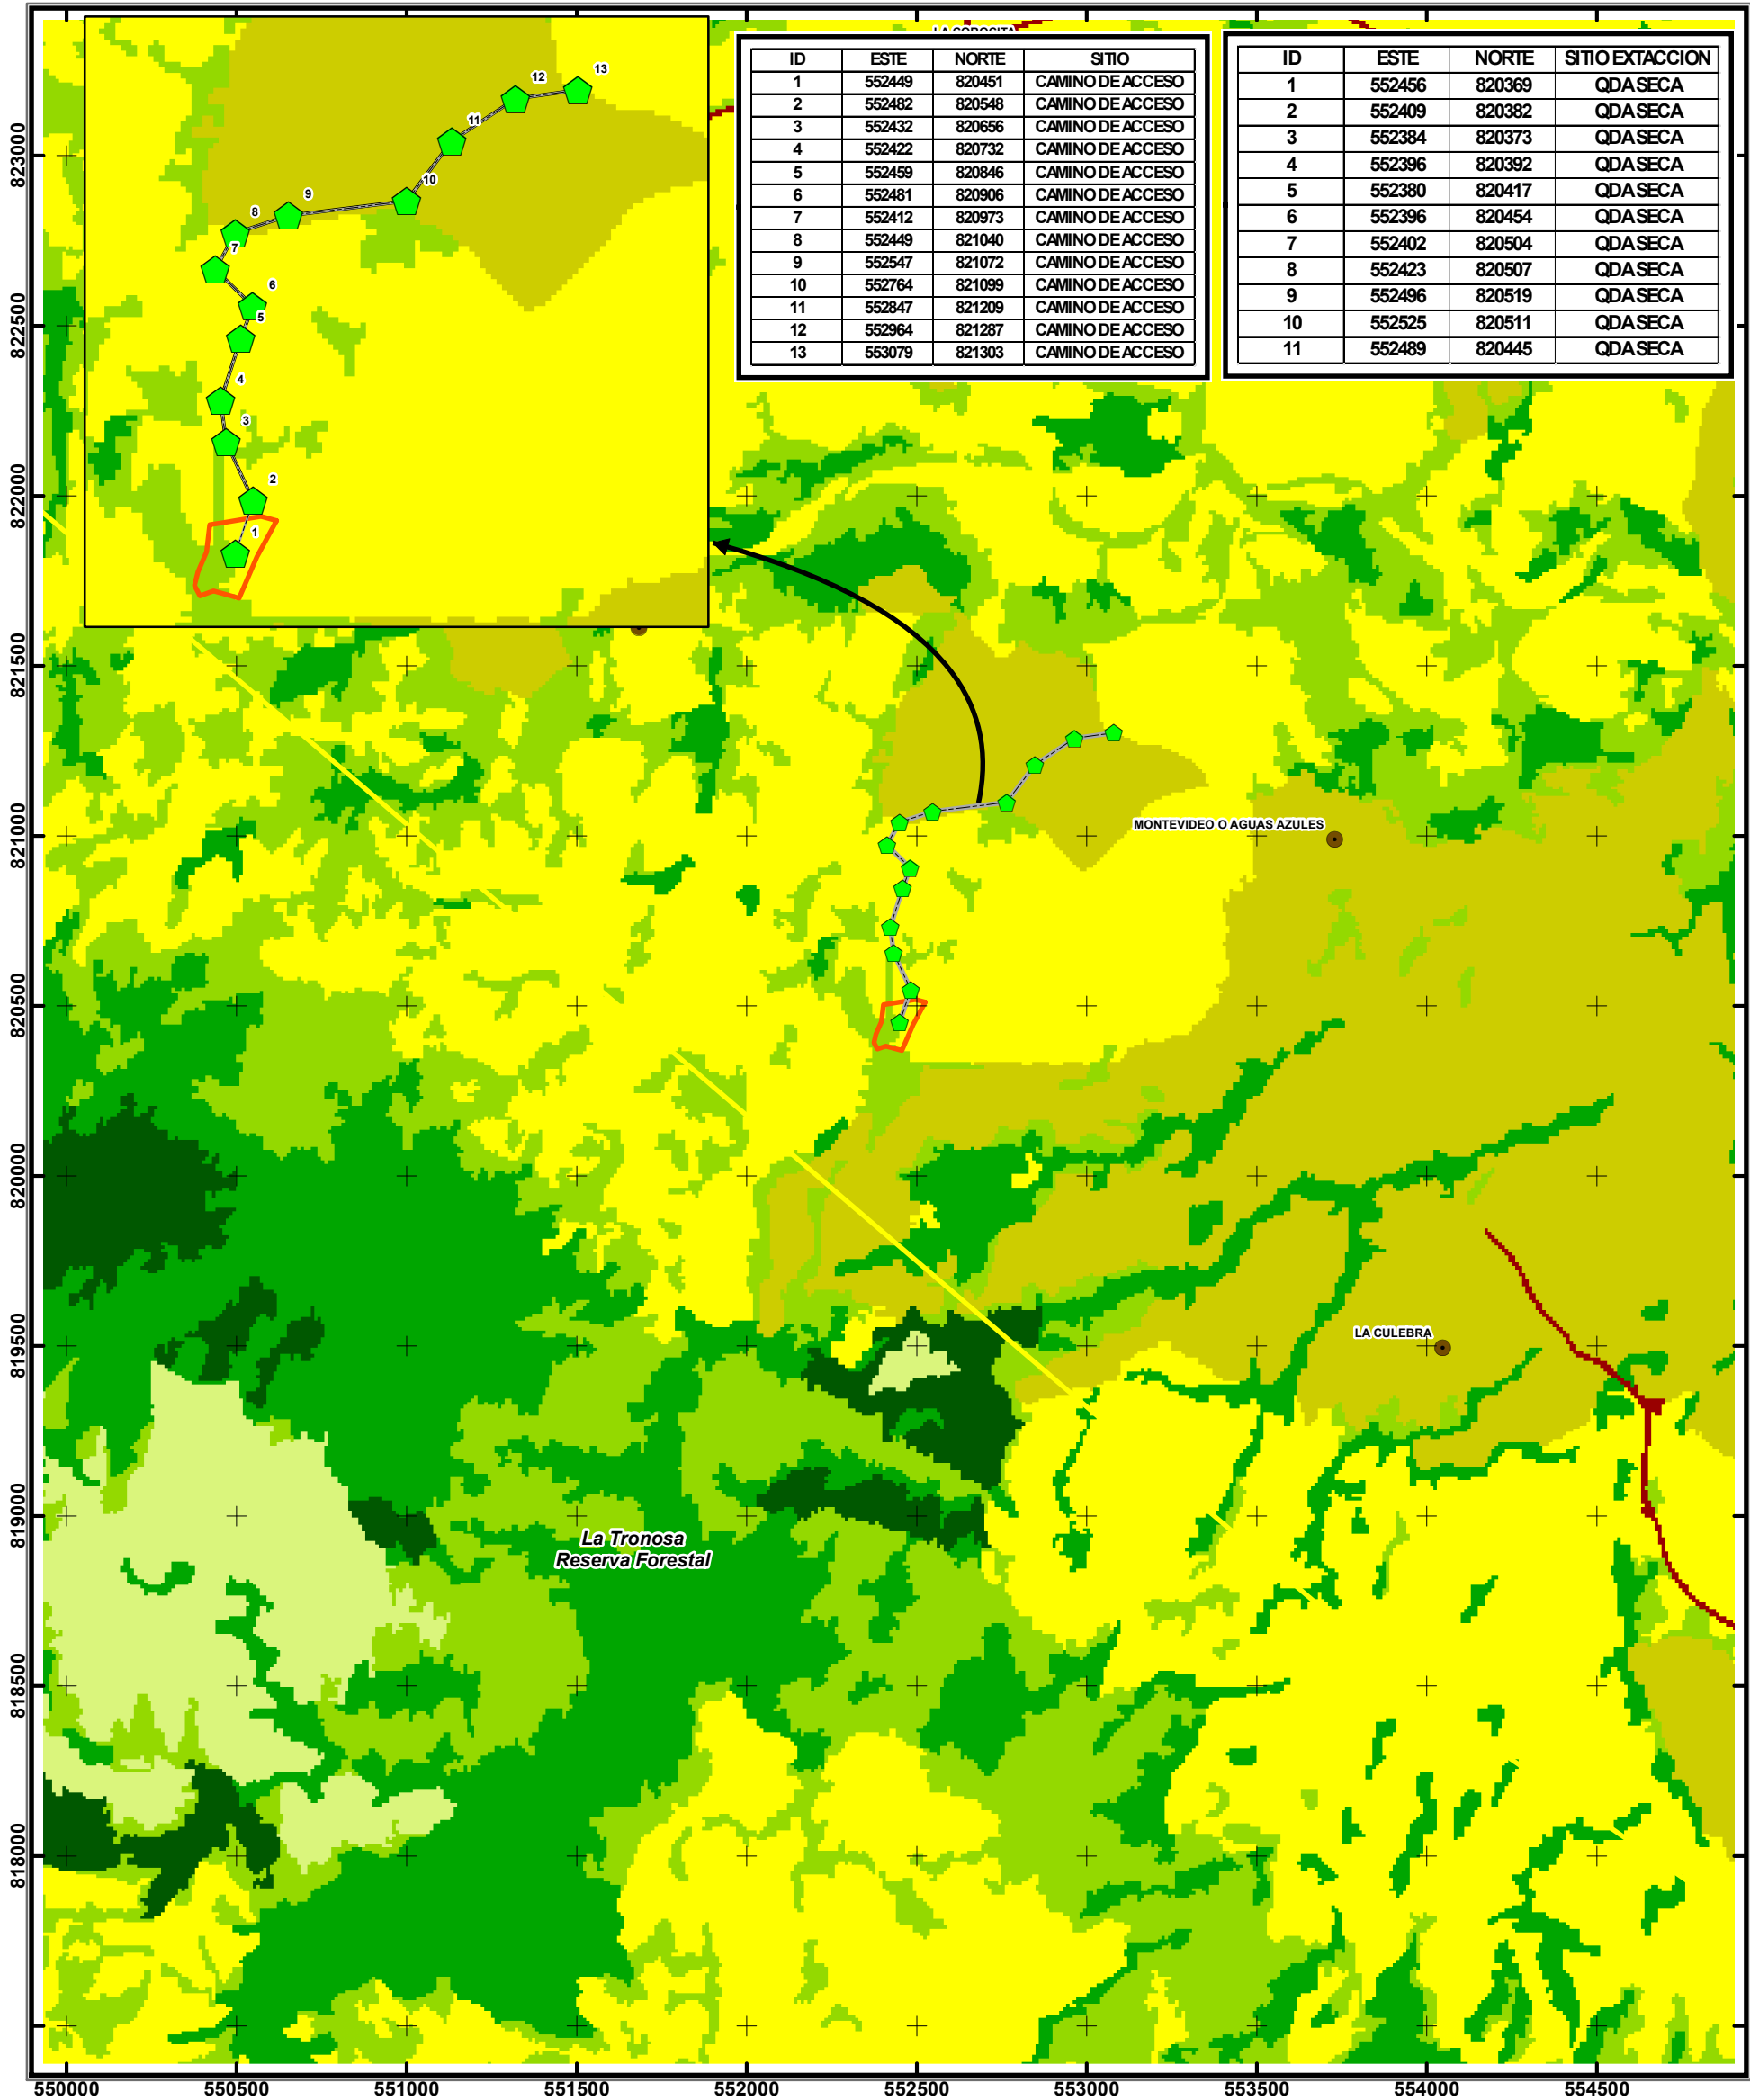 LA COROCITA
13
12
11
10
9
8
7
6
5
4
3
2
1
ID ESTE NORTE SITIO
1 552449 820451 CAMINO DE ACCESO
2 552482 820548 CAMINO DE ACCESO
3 552432 820656 CAMINO DE ACCESO
4 552422 820732 CAMINO DE ACCESO
5 552459 820846 CAMINO DE ACCESO
6 552481 820906 CAMINO DE ACCESO
7 552412 820973 CAMINO DE ACCESO
8 552449 821040 CAMINO DE ACCESO
9 552547 821072 CAMINO DE ACCESO
10 552764 821099 CAMINO DE ACCESO
11 552847 821209 CAMINO DE ACCESO
12 552964 821287 CAMINO DE ACCESO
13 553079 821303 CAMINO DE ACCESO
ID ESTE NORTE SITIO EXTACCION
1 552456 820369 QDA SECA
2 552409 820382 QDA SECA
3 552384 820373 QDA SECA
4 552396 820392 QDA SECA
5 552380 820417 QDA SECA
6 552396 820454 QDA SECA
7 552402 820504 QDA SECA
8 552423 820507 QDA SECA
9 552496 820519 QDA SECA
10 552525 820511 QDA SECA
11 552489 820445 QDA SECA
MONTEVIDEO O AGUAS AZULES
LA CULEBRA
La Tronosa
Reserva Forestal
823000
822500
822000
821500
821000
820500
820000
819500
819000
818500
818000
550000 550500 551000 551500 552000 552500 553000 553500 554000 554500